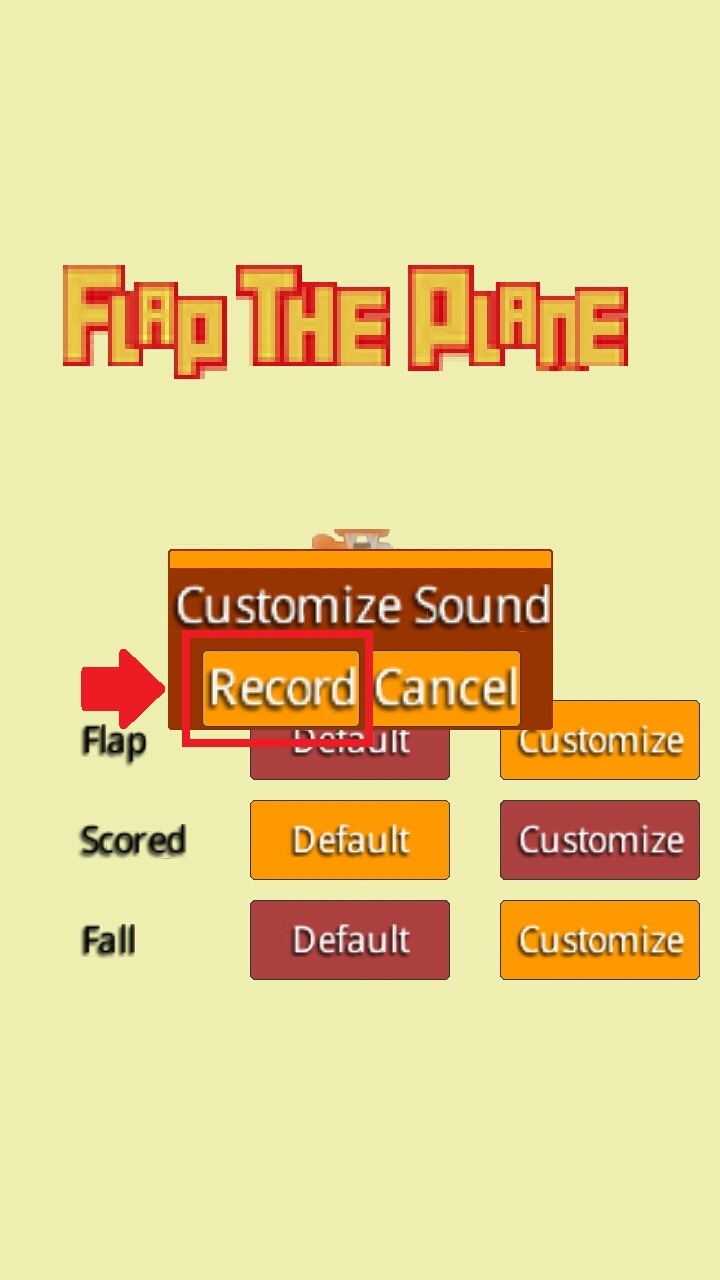 Flap The Plane
Customize Sound
Record Cancel
Flap Default Customize
Scored Default Customize
Fall Default Customize